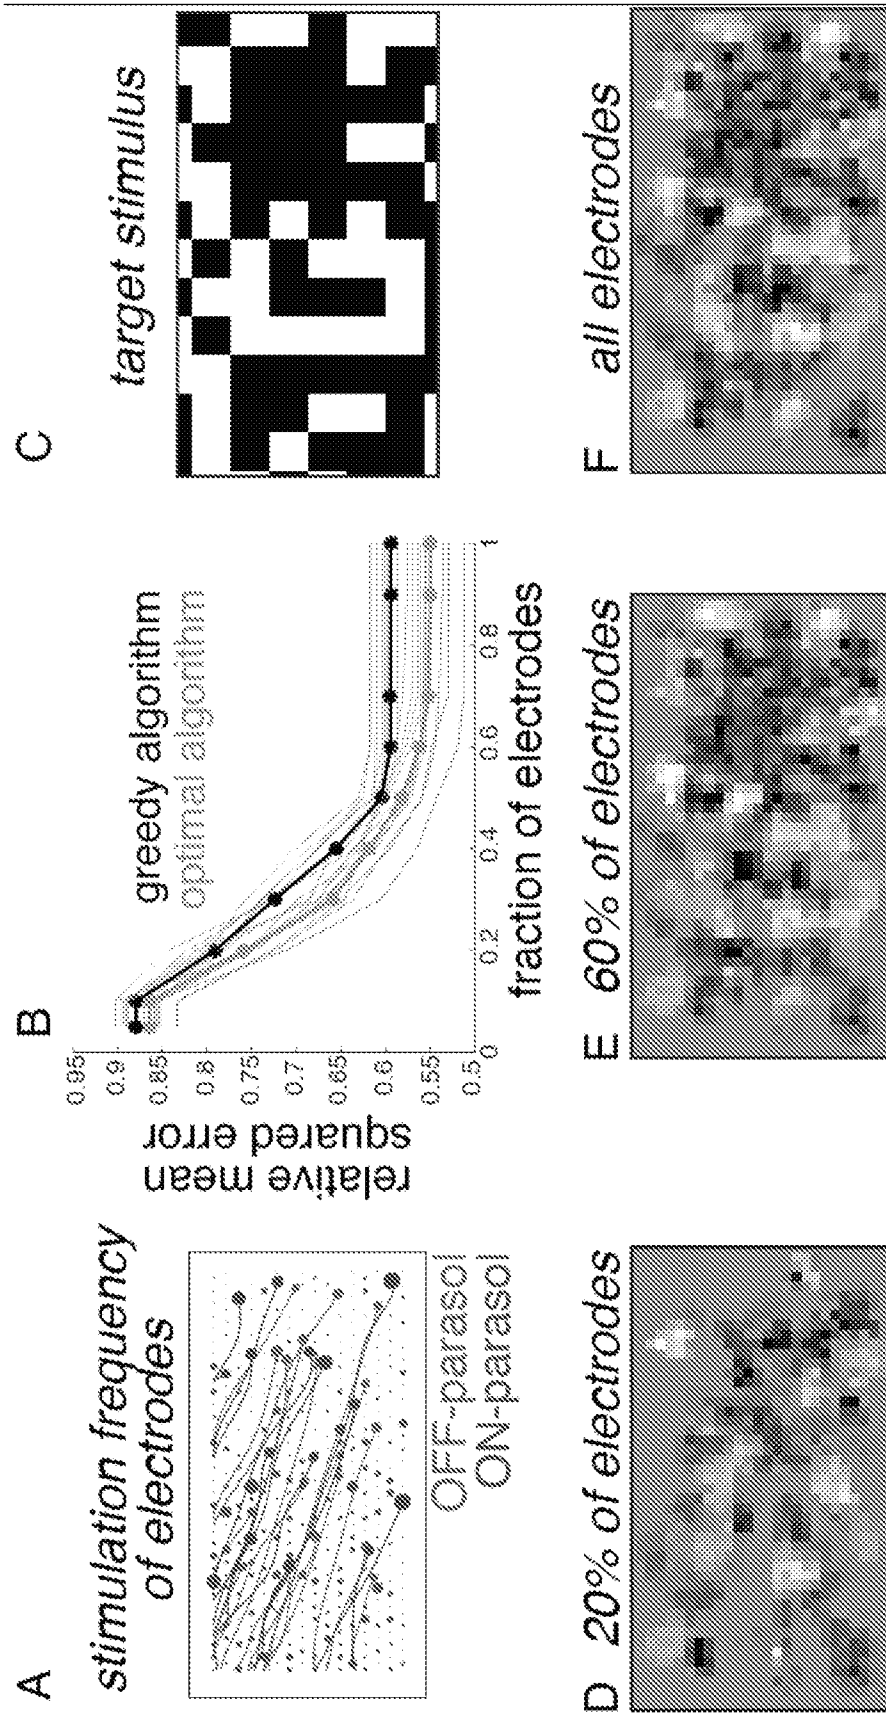 A
stimulation frequency
of electrodes
OFF-parasol
ON-parasol
B
greedy algorithm
optimal algorithm
relative mean
squared error
0.95
0.9
0.85
0.8
0.75
0.7
0.65
0.6
0.55
0.5
0
0.2
0.4
0.6
0.8
1
fraction of electrodes
C
target stimulus
D
20% of electrodes
E
60% of electrodes
F
all electrodes